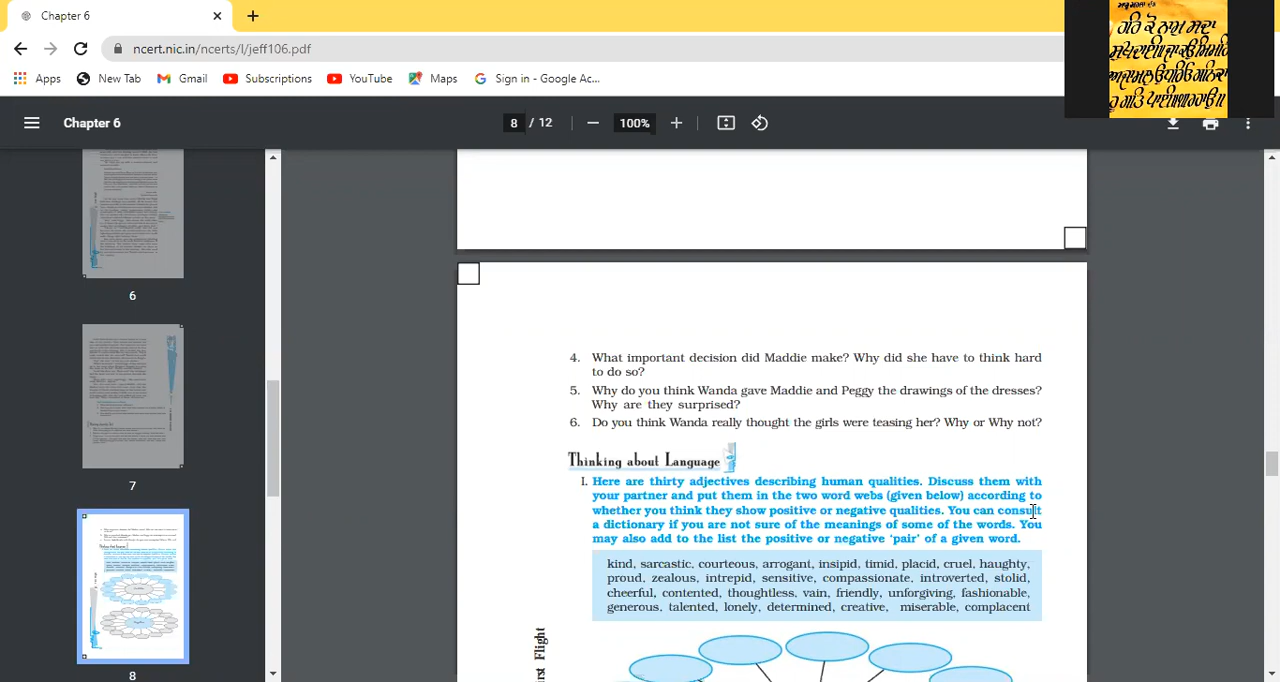 Chapter 6
ncert.nic.in/ncerts/l/jeff106.pdf
Apps New Tab Gmail Subscriptions YouTube Maps Sign in - Google Ac...
Chapter 6
8 / 12
100%
6
7
8
4. What important decision did Maddie make? Why did she have to think hard
to do so?
5. Why do you think Wanda gave Maddie and Peggy the drawings of the dresses?
Why are they surprised?
6. Do you think Wanda really thought the girls were teasing her? Why or Why not?
Thinking about Language
I. Here are thirty adjectives describing human qualities. Discuss them with
your partner and put them in the two word webs (given below) according to
whether you think they show positive or negative qualities. You can consult
a dictionary if you are not sure of the meanings of some of the words. You
may also add to the list the positive or negative ‘pair’ of a given word.
kind, sarcastic, courteous, arrogant, insipid, timid, placid, cruel, haughty,
proud, zealous, intrepid, sensitive, compassionate, introverted, stolid,
cheerful, contented, thoughtless, vain, friendly, unforgiving, fashionable,
generous, talented, lonely, determined, creative, miserable, complacent
irst Flight